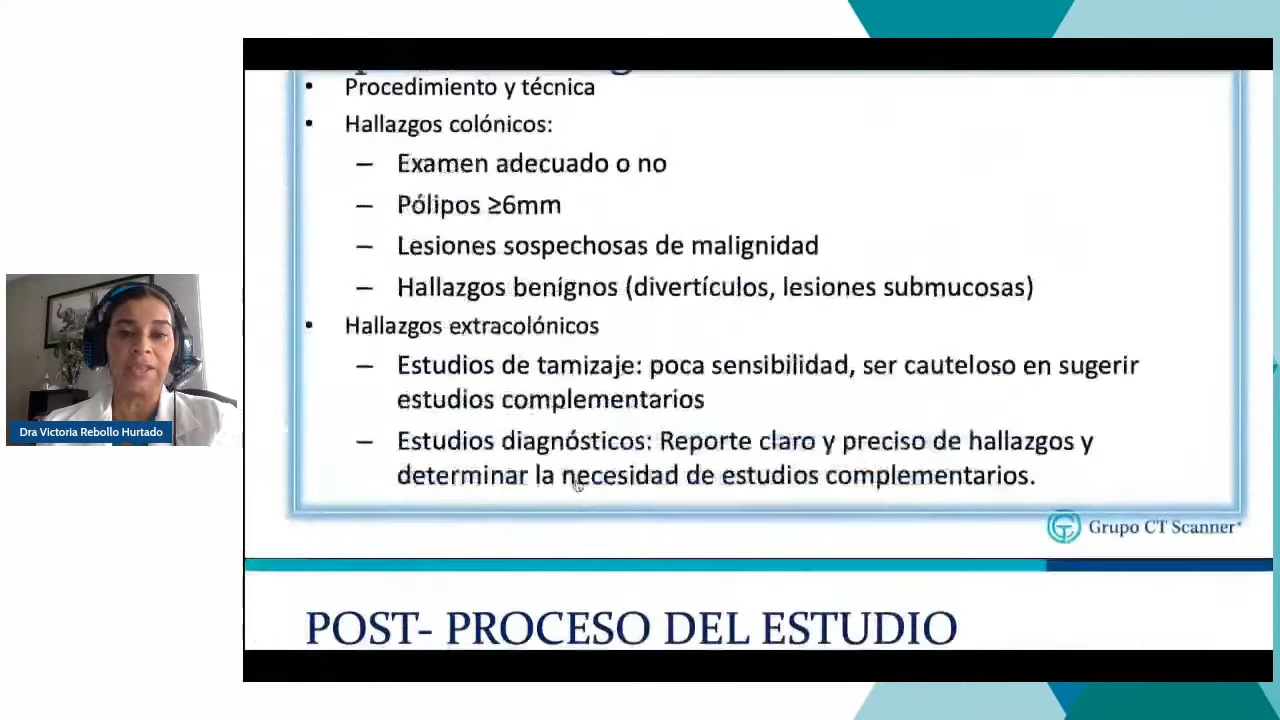 • Procedimiento y técnica
• Hallazgos colónicos:
– Examen adecuado o no
– Pólipos ≥6mm
– Lesiones sospechosas de malignidad
– Hallazgos benígnos (divertículos, lesiones submucosas)
• Hallazgos extracolónicos
– Estudios de tamizaje: poca sensibilidad, ser cauteloso en sugerir
estudios complementarios
– Estudios diagnósticos: Reporte claro y preciso de hallazgos y
determinar la necesidad de estudios complementarios.
Dra Victoria Rebollo Hurtado
Grupo CT Scanner
POST- PROCESO DEL ESTUDIO